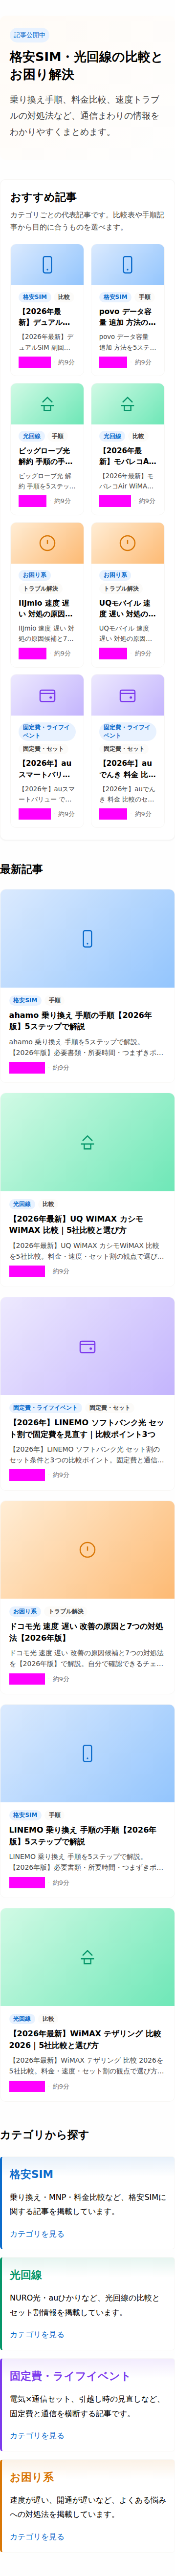 記事公開中
格安SIM・光回線の比較と
お困り解決
乗り換え手順、料金比較、速度トラブ
ルの対処法など、通信まわりの情報を
わかりやすくまとめます。
おすすめ記事
カテゴリごとの代表記事です。比較表や手順記
事から目的に合うものを選べます。
格安SIM 比較
【2026年最
新】デュアル…
【2026年最新】デ
ュアルSIM 副回…
約9分
格安SIM 手順
povo データ容
量 追加 方法の…
povo データ容量
追加 方法を5ステ…
約9分
光回線 手順
ビッグローブ光
解約 手順の手…
ビッグローブ光 解
約 手順を5ステッ…
約9分
光回線 比較
【2026年最
新】モバレコA…
【2026年最新】モ
バレコAir WiMA…
約9分
お困り系
トラブル解決
IIJmio 速度 遅
い 対処の原因…
IIJmio 速度 遅い 対
処の原因候補と7…
約9分
お困り系
トラブル解決
UQモバイル 速
度 遅い 対処の…
UQモバイル 速度
遅い 対処の原因…
約9分
固定費・ライフイ
ベント
固定費・セット
【2026年】au
スマートバリ…
【2026年】auスマ
ートバリュー で…
約9分
固定費・ライフイ
ベント
固定費・セット
【2026年】au
でんき 料金 比…
【2026年】auでん
き 料金 比較のセ…
約9分
最新記事
格安SIM 手順
ahamo 乗り換え 手順の手順【2026年
版】5ステップで解説
ahamo 乗り換え 手順を5ステップで解説。
【2026年版】必要書類・所要時間・つまずきポ…
約9分
光回線 比較
【2026年最新】UQ WiMAX カシモ
WiMAX 比較｜5社比較と選び方
【2026年最新】UQ WiMAX カシモWiMAX 比較
を5社比較。料金・速度・セット割の観点で選び…
約9分
固定費・ライフイベント 固定費・セット
【2026年】LINEMO ソフトバンク光 セッ
ト割で固定費を見直す｜比較ポイント3つ
【2026年】LINEMO ソフトバンク光 セット割の
セット条件と3つの比較ポイント。固定費と通信…
約9分
お困り系 トラブル解決
ドコモ光 速度 遅い 改善の原因と7つの対処
法【2026年版】
ドコモ光 速度 遅い 改善の原因候補と7つの対処法
を【2026年版】で解説。自分で確認できるチェ…
約9分
格安SIM 手順
LINEMO 乗り換え 手順の手順【2026年
版】5ステップで解説
LINEMO 乗り換え 手順を5ステップで解説。
【2026年版】必要書類・所要時間・つまずきポ…
約9分
光回線 比較
【2026年最新】WiMAX テザリング 比較
2026｜5社比較と選び方
【2026年最新】WiMAX テザリング 比較 2026を
5社比較。料金・速度・セット割の観点で選び方…
約9分
カテゴリから探す
格安SIM
乗り換え・MNP・料金比較など、格安SIMに
関する記事を掲載しています。
カテゴリを見る
光回線
NURO光・auひかりなど、光回線の比較と
セット割情報を掲載しています。
カテゴリを見る
固定費・ライフイベント
電気×通信セット、引越し時の見直しなど、
固定費と通信を横断する記事です。
カテゴリを見る
お困り系
速度が遅い、開通が遅いなど、よくある悩み
への対処法を掲載しています。
カテゴリを見る